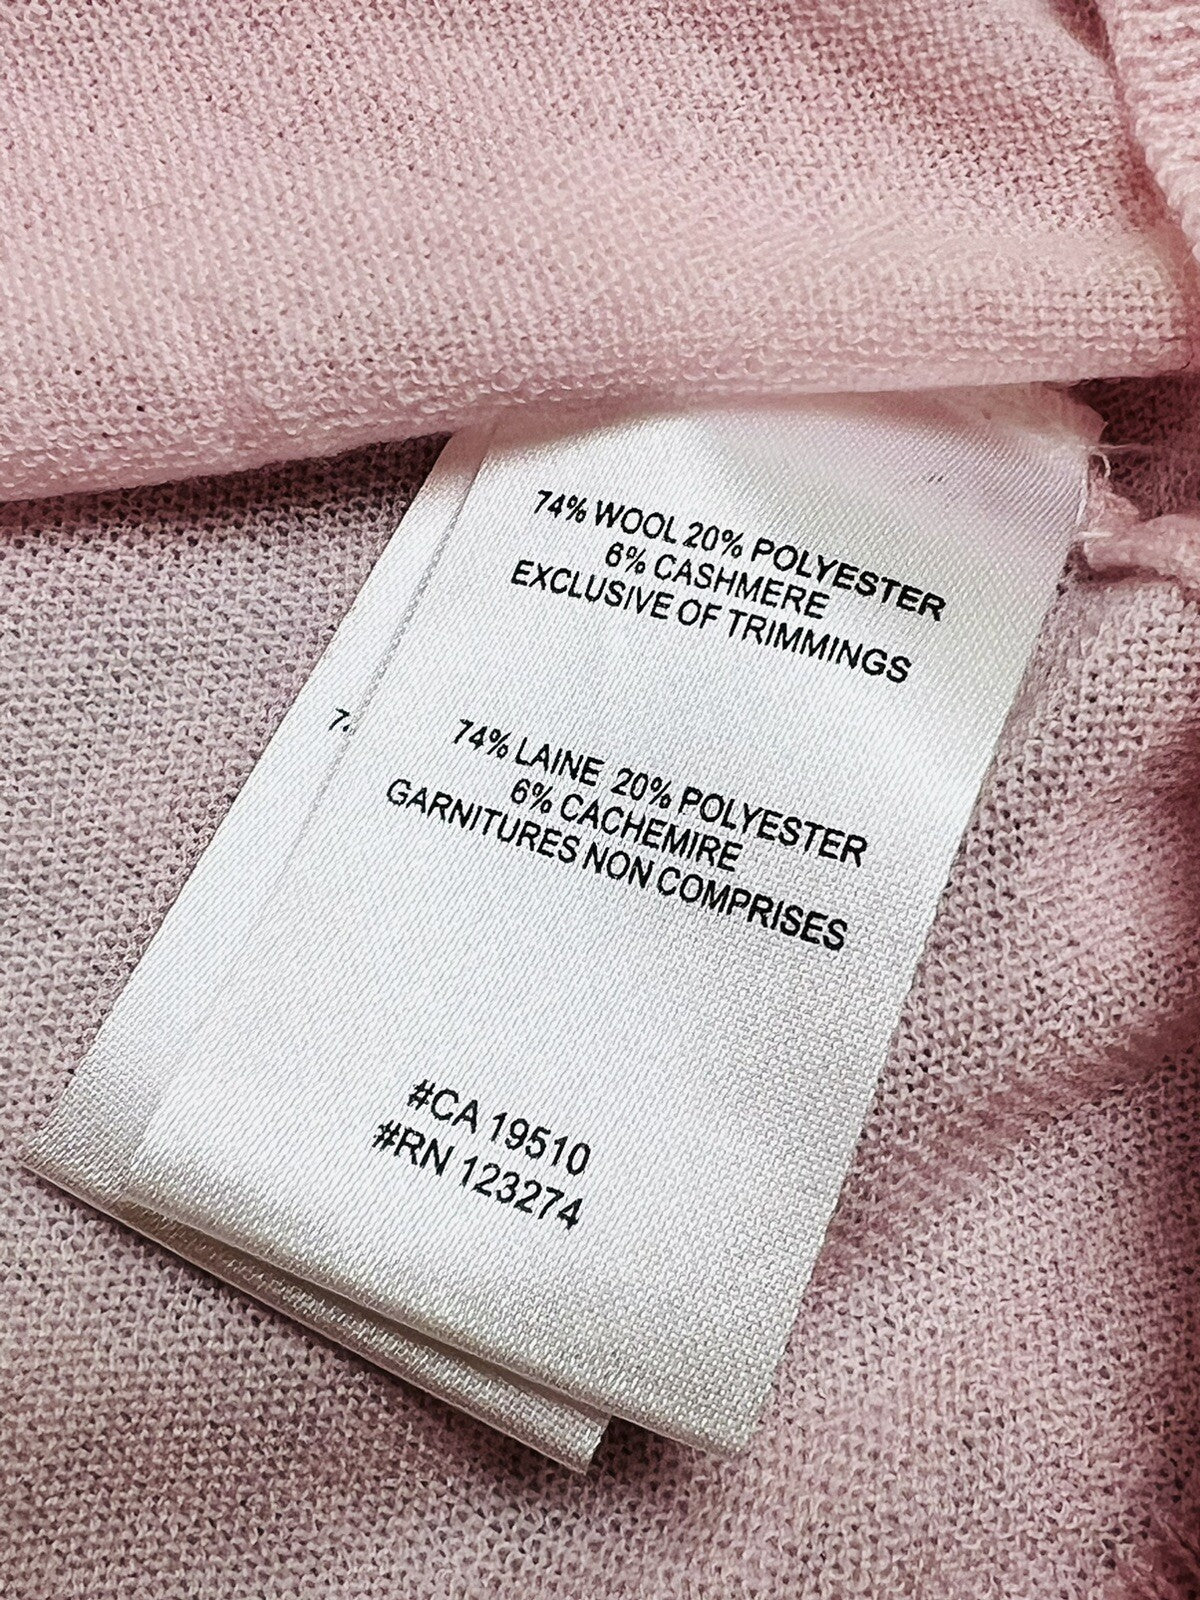 74% WOOL 20% POLYESTER
6% CASHMERE
EXCLUSIVE OF TRIMMINGS
74% LAINE 20% POLYESTER
6% CACHEMIRE
GARNITURES NON COMPRISES
#CA 19510
#RN 123274